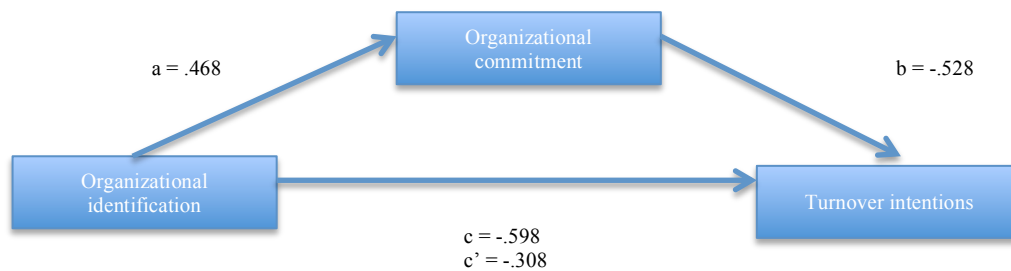 Organizational
commitment
a = .468
b = -.528
Organizational
identification
Turnover intentions
c = -.598
c’ = -.308